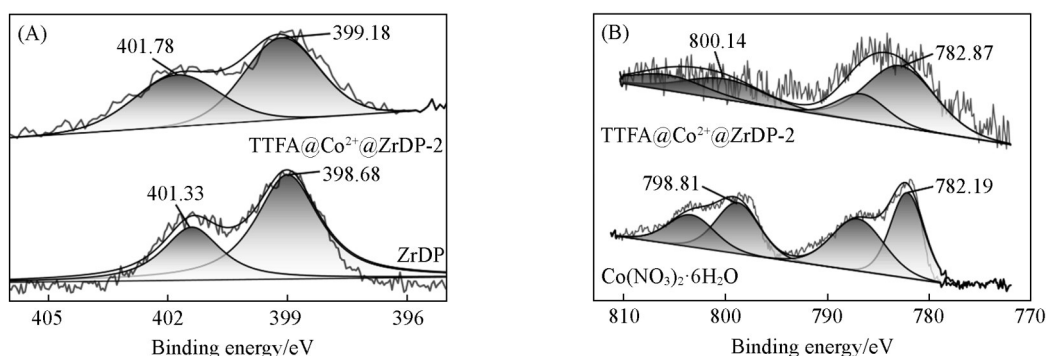 (A)
401.78
399.18
TTFA@Co²⁺@ZrDP-2
398.68
401.33
ZrDP
405 402 399 396
Binding energy/eV
(B)
800.14
782.87
TTFA@Co²⁺@ZrDP-2
798.81
782.19
Co(NO₃)₂·6H₂O
810 800 790 780 770
Binding energy/eV